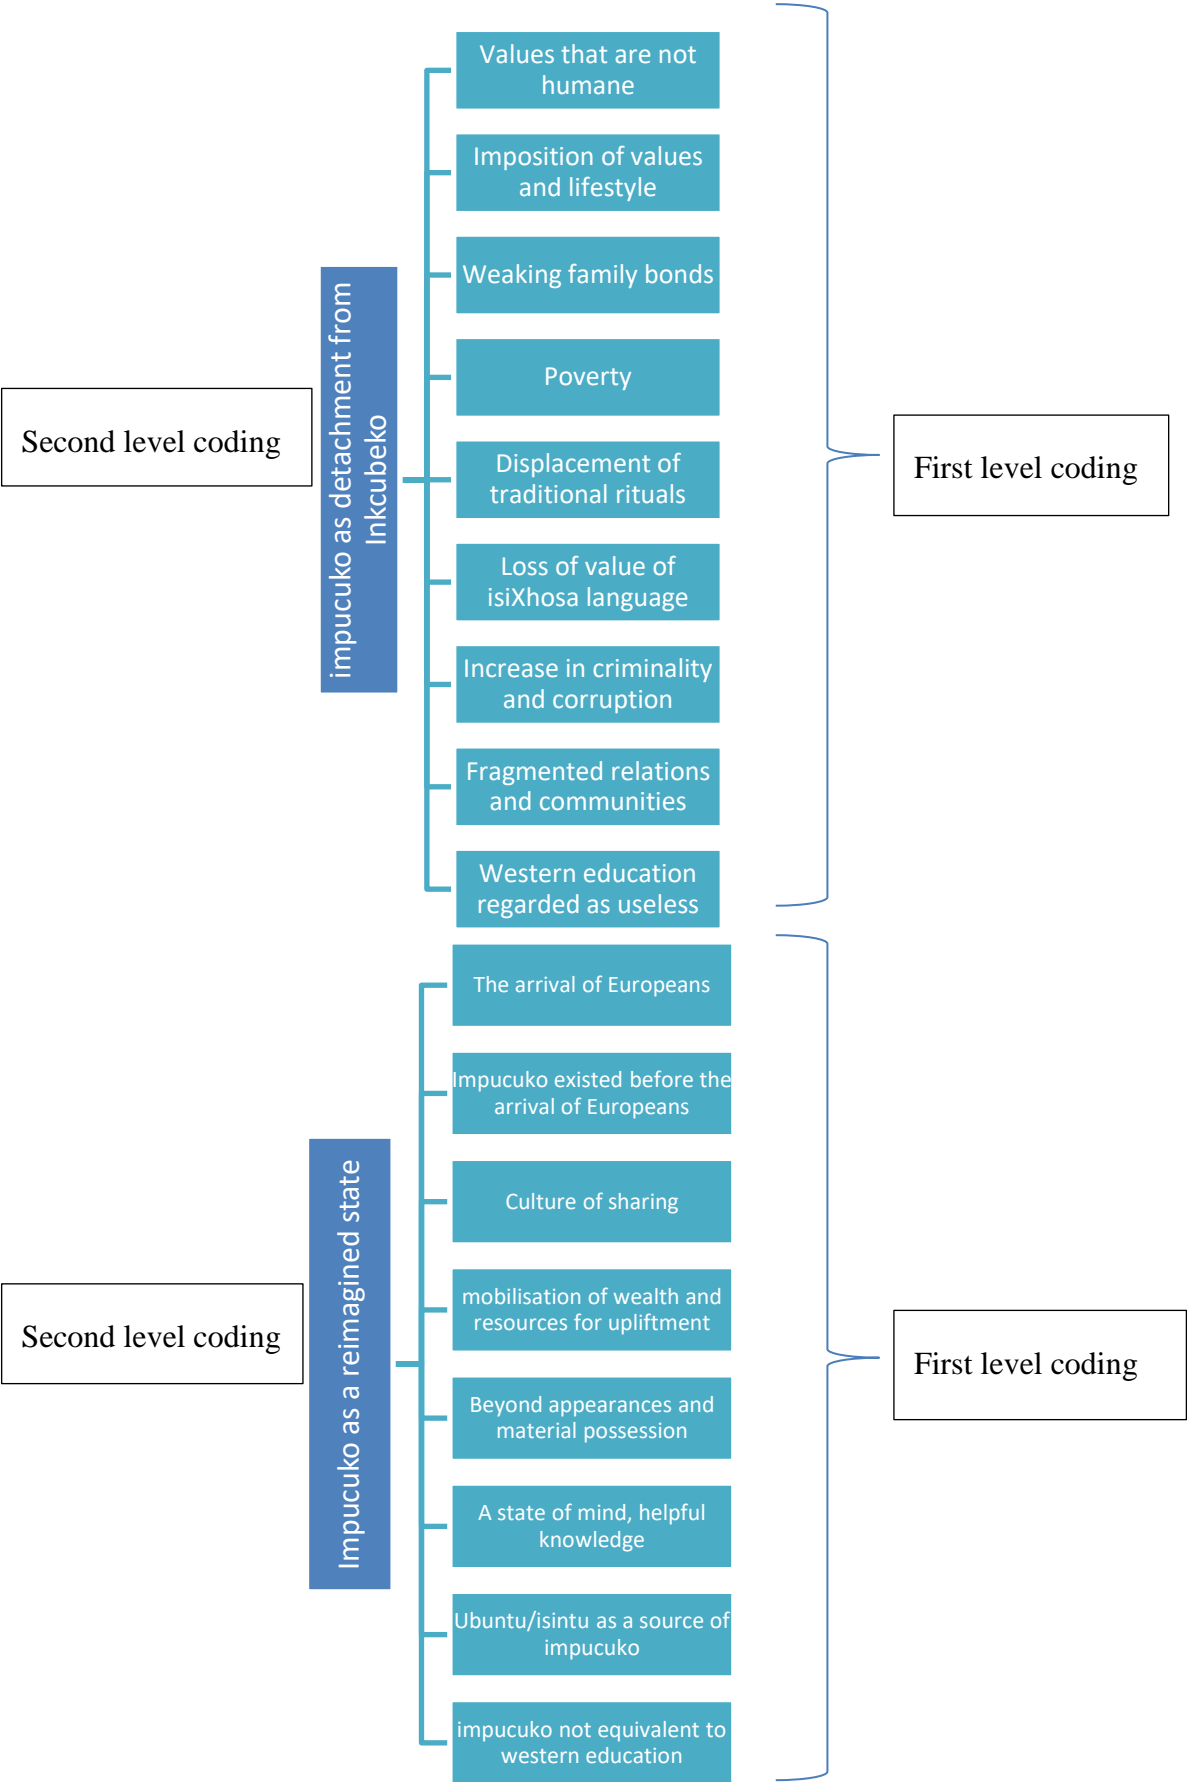 Second level coding
impucuko as detachment from
Inkcubeko
Values that are not
humane
Imposition of values
and lifestyle
Weaking family bonds
Poverty
Displacement of
traditional rituals
Loss of value of
isiXhosa language
Increase in criminality
and corruption
Fragmented relations
and communities
Western education
regarded as useless
First level coding
Second level coding
Impucuko as a reimagined state
The arrival of Europeans
Impucuko existed before the
arrival of Europeans
Culture of sharing
mobilisation of wealth and
resources for upliftment
Beyond appearances and
material possession
A state of mind, helpful
knowledge
Ubuntu/isintu as a source of
impucuko
impucuko not equivalent to
western education
First level coding